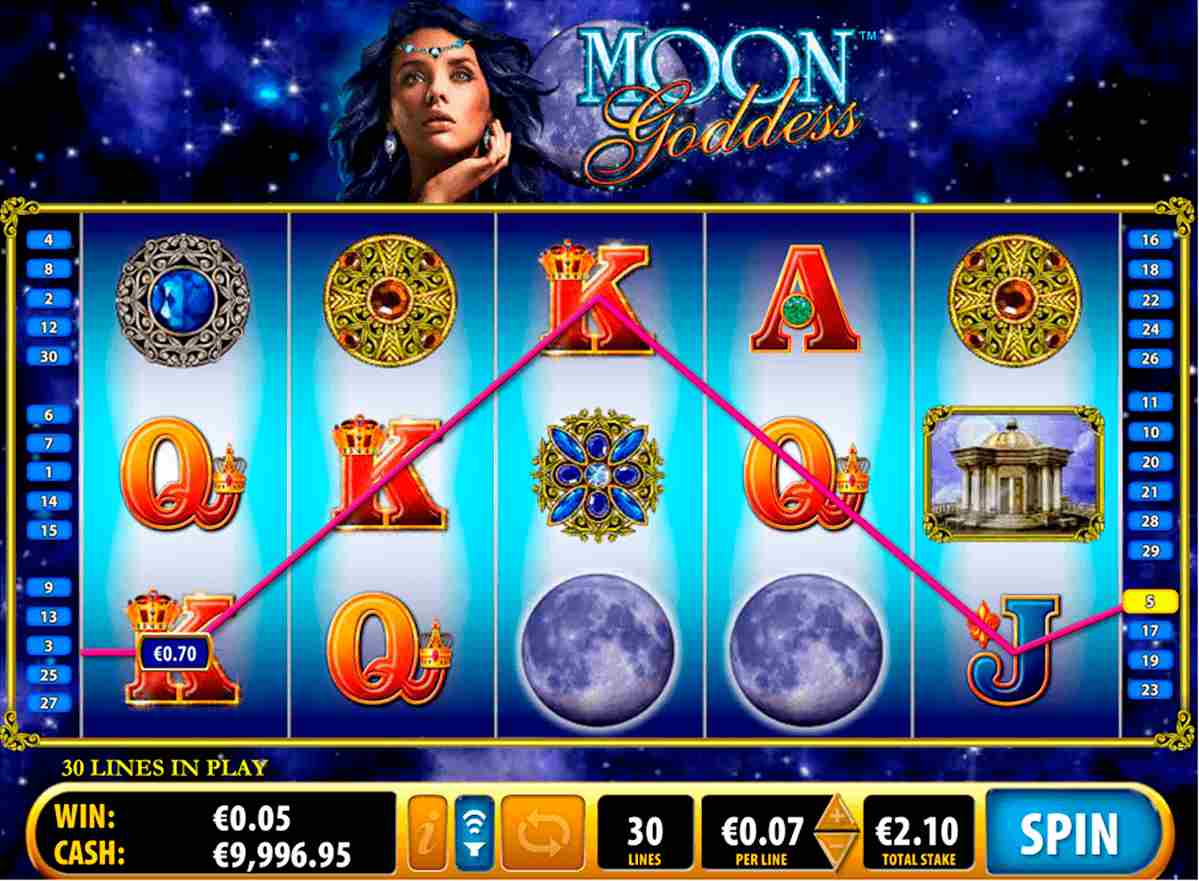 MOON™
Goddess
4
8
2
12
30
6
7
1
14
15
9
13
3
25
27
K
A
Q
K
Q
K
€0.70
Q
J
16
18
22
24
26
11
10
20
21
28
29
5
17
19
23
30 LINES IN PLAY
WIN: €0.05
CASH: €9,996.95
i
30
LINES
€0.07
PER LINE
+
−
€2.10
TOTAL STAKE
SPIN